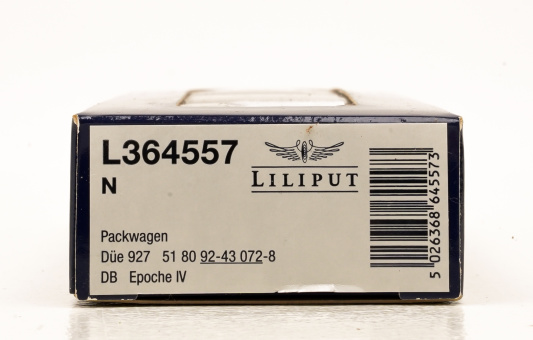 L364557
N
LILIPUT
Packwagen
Düe 927 51 80 92-43 072-8
DB Epoche IV
5 026368 645573